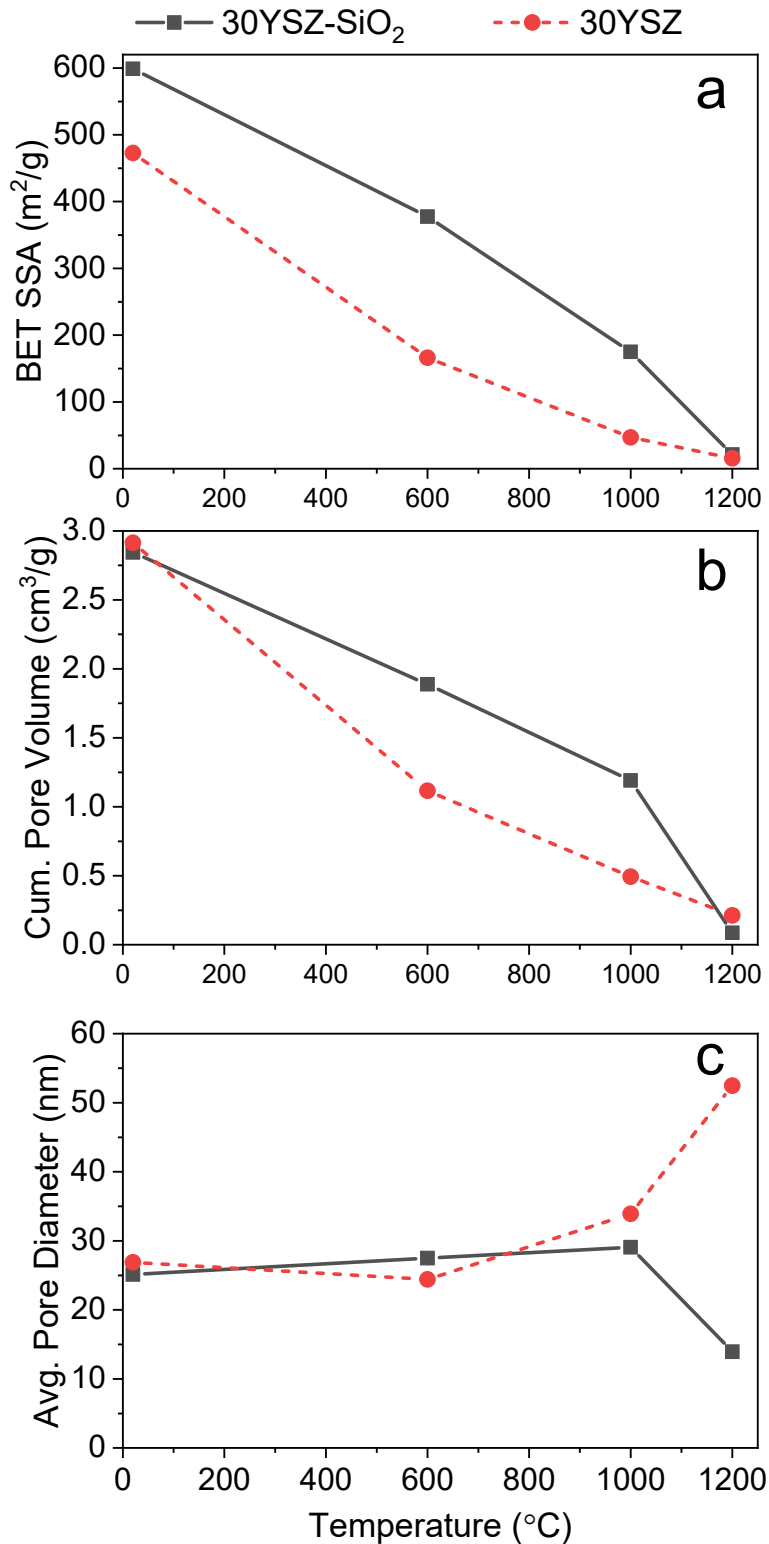 30YSZ-SiO₂ 30YSZ
a
600
500
400
300
200
100
0
BET SSA (m²/g)
0 200 400 600 800 1000 1200
b
3.0
2.5
2.0
1.5
1.0
0.5
0.0
Cum. Pore Volume (cm³/g)
0 200 400 600 800 1000 1200
c
60
50
40
30
20
10
0
Avg. Pore Diameter (nm)
0 200 400 600 800 1000 1200
Temperature (°C)